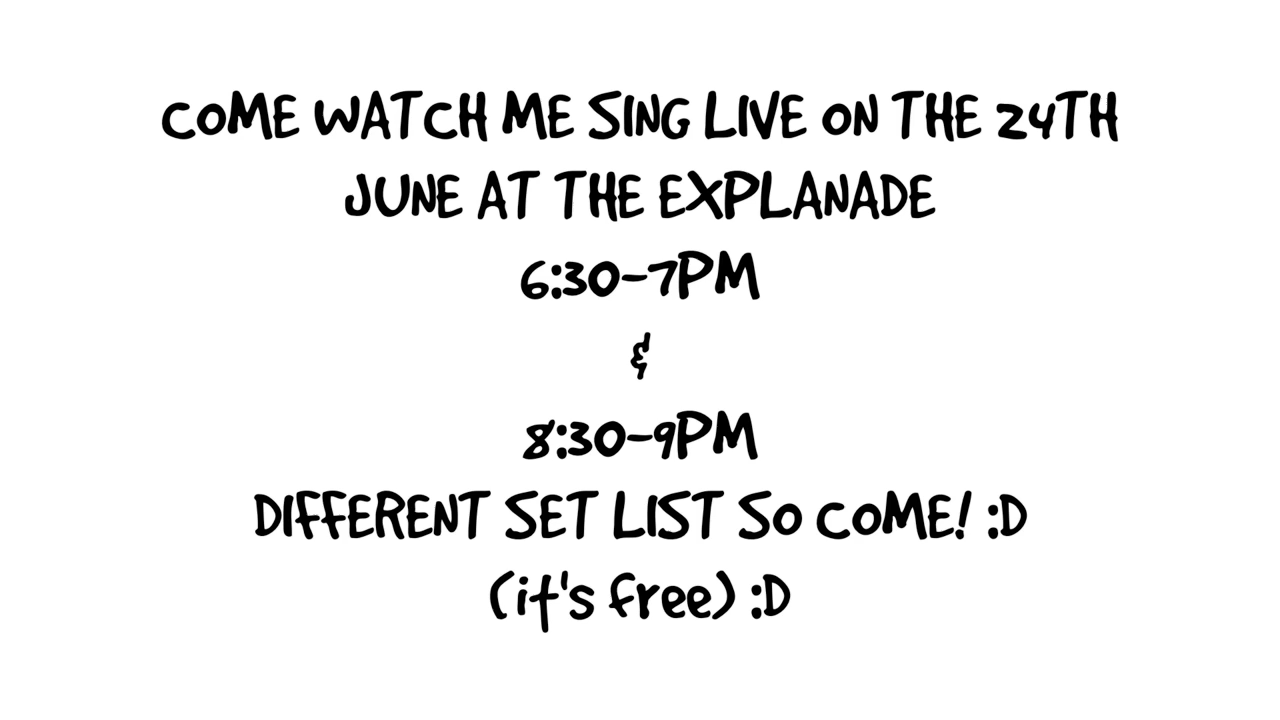 COME WATCH ME SING LIVE ON THE 24TH
JUNE AT THE EXPLANADE
6:30-7PM
&
8:30-9PM
DIFFERENT SET LIST SO COME! :D
(it's free) :D